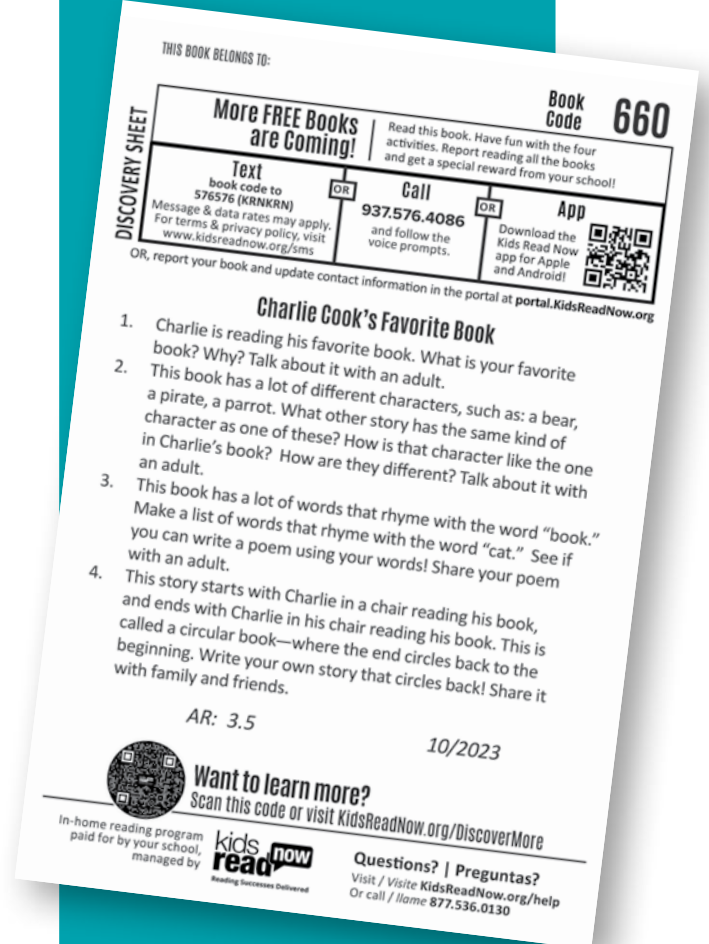 THIS BOOK BELONGS TO:
Book
Code
660
DISCOVERY SHEET
More FREE Books
are Coming!
Read this book. Have fun with the four
activities. Report reading all the books
and get a special reward from your school!
Text
book code to
576576 (KRNKRN)
Message & data rates may apply.
For terms & privacy policy, visit
www.kidsreadnow.org/sms
OR
Call
937.576.4086
and follow the
voice prompts.
OR
App
Download the
Kids Read Now
app for Apple
and Android!
OR, report your book and update contact information in the portal at portal.KidsReadNow.org
Charlie Cook's Favorite Book
1. Charlie is reading his favorite book. What is your favorite
book? Why? Talk about it with an adult.
2. This book has a lot of different characters, such as: a bear,
a pirate, a parrot. What other story has the same kind of
character as one of these? How is that character like the one
in Charlie's book?  How are they different? Talk about it with
an adult.
3. This book has a lot of words that rhyme with the word “book.”
Make a list of words that rhyme with the word “cat.”  See if
you can write a poem using your words! Share your poem
with an adult.
4. This story starts with Charlie in a chair reading his book,
and ends with Charlie in his chair reading his book. This is
called a circular book—where the end circles back to the
beginning. Write your own story that circles back! Share it
with family and friends.
AR: 3.5
10/2023
Want to learn more?
Scan this code or visit KidsReadNow.org/DiscoverMore
In-home reading program
paid for by your school,
managed by
kids
read now
Reading Successes Delivered
Questions? | Preguntas?
Visit / Visite KidsReadNow.org/help
Or call / llame 877.536.0130